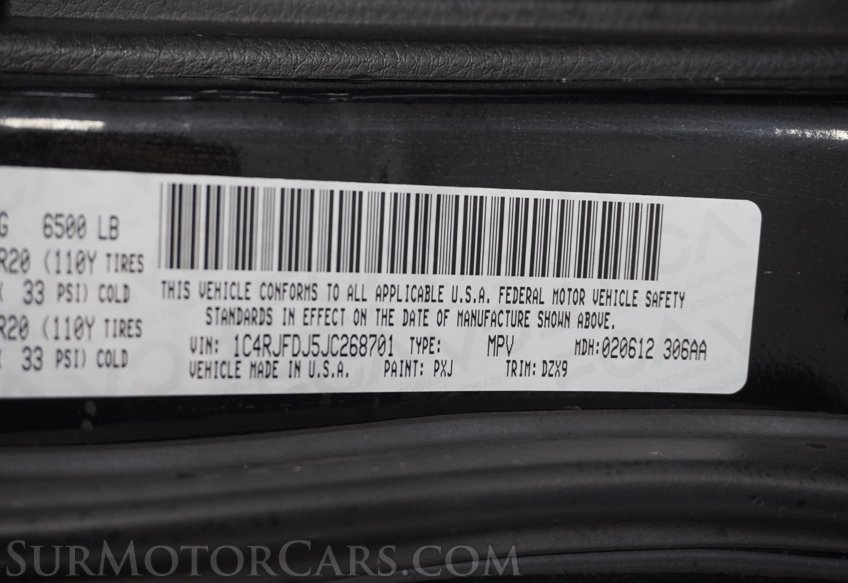 G 6500 LB
R20 (110Y TIRES
33 PSI) COLD
R20 (110Y TIRES
33 PSI) COLD
THIS VEHICLE CONFORMS TO ALL APPLICABLE U.S.A. FEDERAL MOTOR VEHICLE SAFETY
STANDARDS IN EFFECT ON THE DATE OF MANUFACTURE SHOWN ABOVE.
VIN: 1C4RJFDJ5JC268701 TYPE: MPV MDH:020612 306AA
VEHICLE MADE IN U.S.A. PAINT: PXJ TRIM: DZX9
SURMOTORCARS.COM